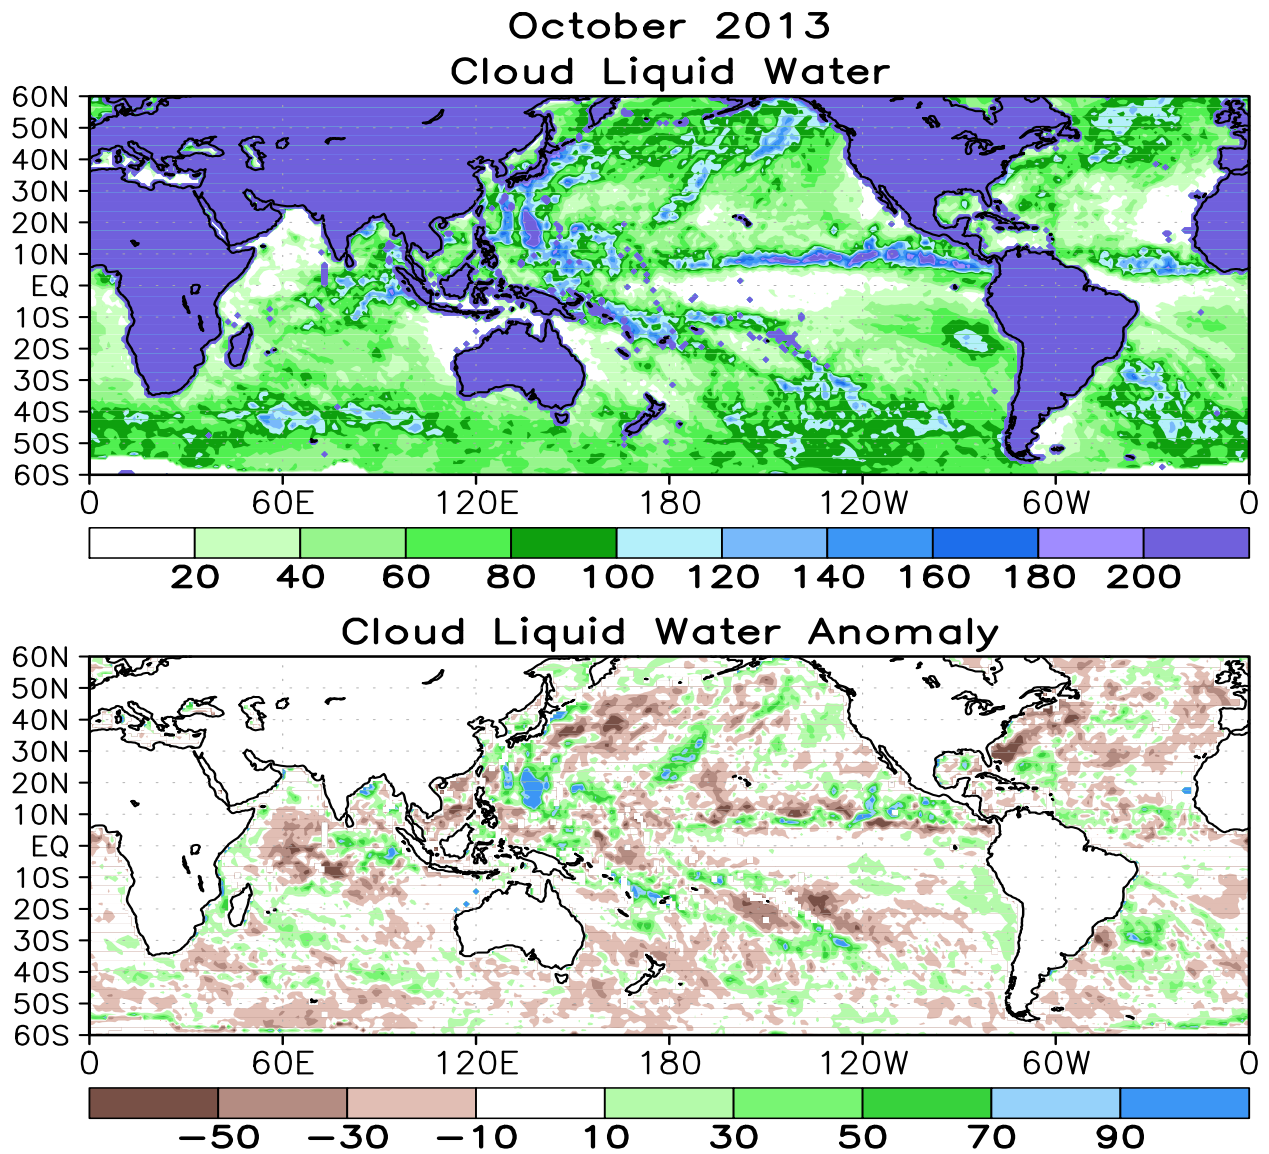 October 2013
Cloud Liquid Water
60N
50N
40N
30N
20N
10N
EQ
10S
20S
30S
40S
50S
60S
0 60E 120E 180 120W 60W 0
20 40 60 80 100 120 140 160 180 200
Cloud Liquid Water Anomaly
60N
50N
40N
30N
20N
10N
EQ
10S
20S
30S
40S
50S
60S
0 60E 120E 180 120W 60W 0
−50 −30 −10 10 30 50 70 90